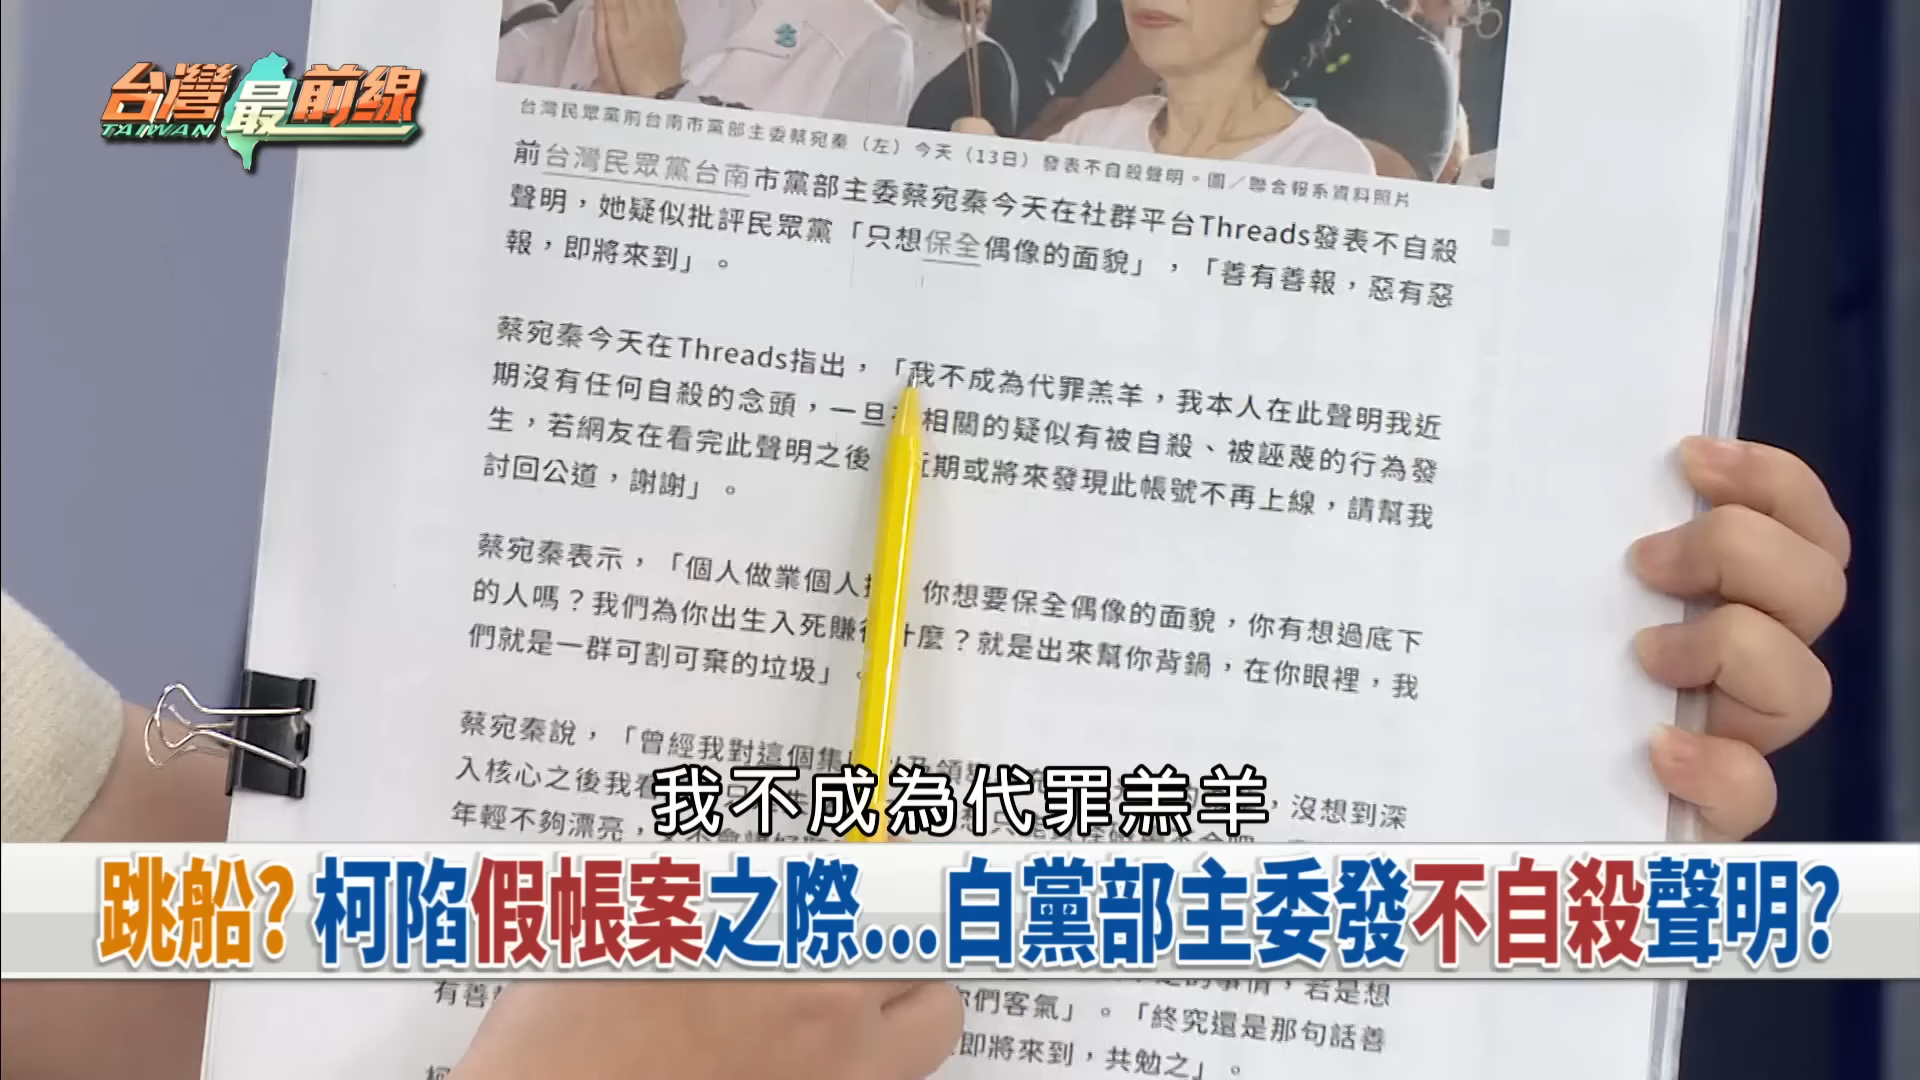 台灣最前線
TAIWAN
台灣民眾黨前台南市黨部主委蔡宛秦（左）今天（13日）發表不自殺聲明。圖／聯合報系資料照片
前台灣民眾黨台南市黨部主委蔡宛秦今天在社群平台Threads發表不自殺
聲明，她疑似批評民眾黨「只想保全偶像的面貌」，「善有善報，惡有惡
報，即將來到」。
蔡宛秦今天在Threads指出，「我不成為代罪羔羊，我本人在此聲明我近
期沒有任何自殺的念頭，一旦 相關的疑似有被自殺、被誣蔑的行為發
生，若網友在看完此聲明之後 近期或將來發現此帳號不再上線，請幫我
討回公道，謝謝」。
蔡宛秦表示，「個人做業個人 你想要保全偶像的面貌，你有想過底下
的人嗎？我們為你出生入死賺 什麼？就是出來幫你背鍋，在你眼裡，我
們就是一群可割可棄的垃圾」。
蔡宛秦說，「曾經我對這個集
入核心之後我看 ，沒想到深
年輕不夠漂亮，
我不成為代罪羔羊
跳船？柯陷假帳案之際...白黨部主委發不自殺聲明？
有善 事情，若是想
你們客氣」。「終究還是那句話善
即將來到，共勉之」。